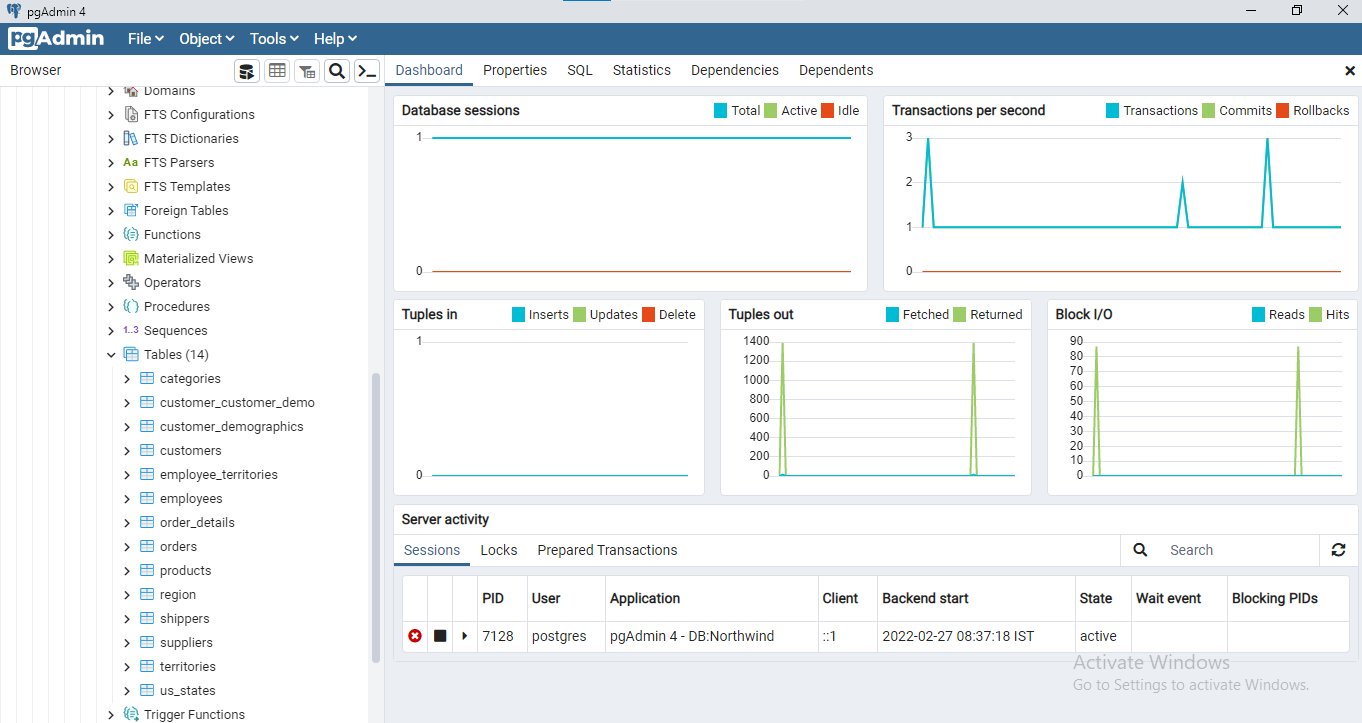 pgAdmin 4
pgAdmin File Object Tools Help
Browser
Dashboard Properties SQL Statistics Dependencies Dependents
Domains
FTS Configurations
FTS Dictionaries
Aa FTS Parsers
FTS Templates
Foreign Tables
Functions
Materialized Views
Operators
Procedures
1..3 Sequences
Tables (14)
categories
customer_customer_demo
customer_demographics
customers
employee_territories
employees
order_details
orders
products
region
shippers
suppliers
territories
us_states
Trigger Functions
Database sessions Total Active Idle
1
0
Transactions per second Transactions Commits Rollbacks
3
2
1
0
Tuples in Inserts Updates Delete
1
0
Tuples out Fetched Returned
1400
1200
1000
800
600
400
200
0
Block I/O Reads Hits
90
80
70
60
50
40
30
20
10
0
Server activity
Sessions Locks Prepared Transactions Search
PID User Application Client Backend start State Wait event Blocking PIDs
7128 postgres pgAdmin 4 - DB:Northwind ::1 2022-02-27 08:37:18 IST active
Activate Windows
Go to Settings to activate Windows.